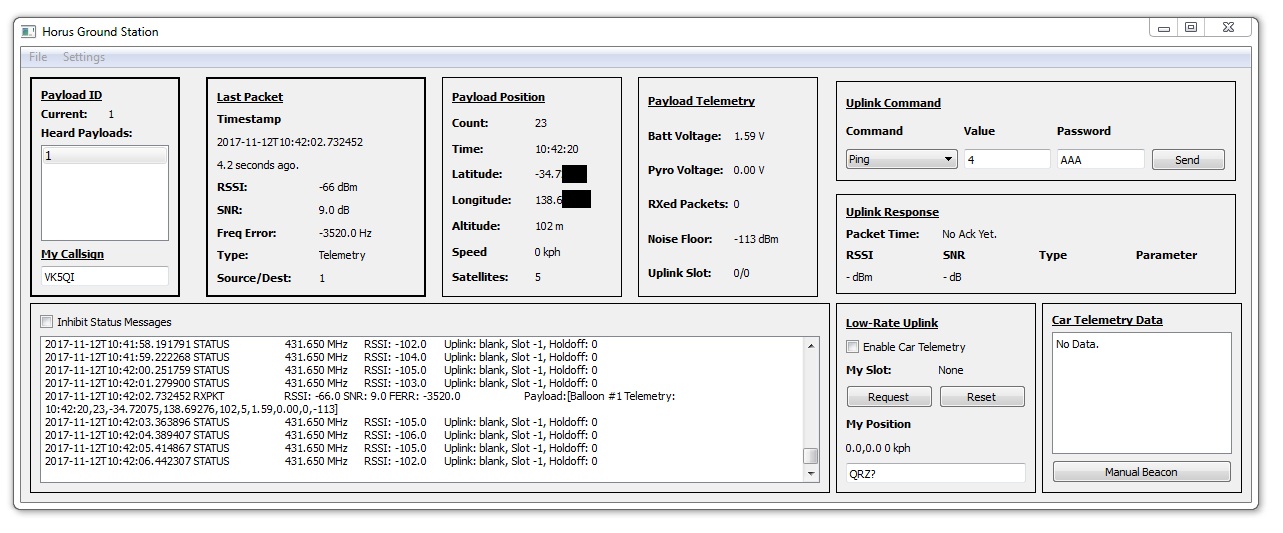 Horus Ground Station
File Settings
Payload ID
Current: 1
Heard Payloads:
1
My Callsign
VK5QI
Last Packet
Timestamp
2017-11-12T10:42:02.732452
4.2 seconds ago.
RSSI: -66 dBm
SNR: 9.0 dB
Freq Error: -3520.0 Hz
Type: Telemetry
Source/Dest: 1
Payload Position
Count: 23
Time: 10:42:20
Latitude: -34.7
Longitude: 138.6
Altitude: 102 m
Speed 0 kph
Satellites: 5
Payload Telemetry
Batt Voltage: 1.59 V
Pyro Voltage: 0.00 V
RXed Packets: 0
Noise Floor: -113 dBm
Uplink Slot: 0/0
Uplink Command
Command Value Password
Ping 4 AAA Send
Uplink Response
Packet Time: No Ack Yet.
RSSI SNR Type Parameter
- dBm - dB
Inhibit Status Messages
2017-11-12T10:41:58.191791 STATUS 431.650 MHz RSSI: -102.0 Uplink: blank, Slot -1, Holdoff: 0
2017-11-12T10:41:59.222268 STATUS 431.650 MHz RSSI: -104.0 Uplink: blank, Slot -1, Holdoff: 0
2017-11-12T10:42:00.251759 STATUS 431.650 MHz RSSI: -105.0 Uplink: blank, Slot -1, Holdoff: 0
2017-11-12T10:42:01.279900 STATUS 431.650 MHz RSSI: -103.0 Uplink: blank, Slot -1, Holdoff: 0
2017-11-12T10:42:02.732452 RXPKT RSSI: -66.0 SNR: 9.0 FERR: -3520.0 Payload:[Balloon #1 Telemetry:
10:42:20,23,-34.72075,138.69276,102,5,1.59,0.00,0,-113]
2017-11-12T10:42:03.363896 STATUS 431.650 MHz RSSI: -105.0 Uplink: blank, Slot -1, Holdoff: 0
2017-11-12T10:42:04.389407 STATUS 431.650 MHz RSSI: -106.0 Uplink: blank, Slot -1, Holdoff: 0
2017-11-12T10:42:05.414867 STATUS 431.650 MHz RSSI: -105.0 Uplink: blank, Slot -1, Holdoff: 0
2017-11-12T10:42:06.442307 STATUS 431.650 MHz RSSI: -102.0 Uplink: blank, Slot -1, Holdoff: 0
Low-Rate Uplink
Enable Car Telemetry
My Slot: None
Request Reset
My Position
0.0,0.0 0 kph
QRZ?
Car Telemetry Data
No Data.
Manual Beacon